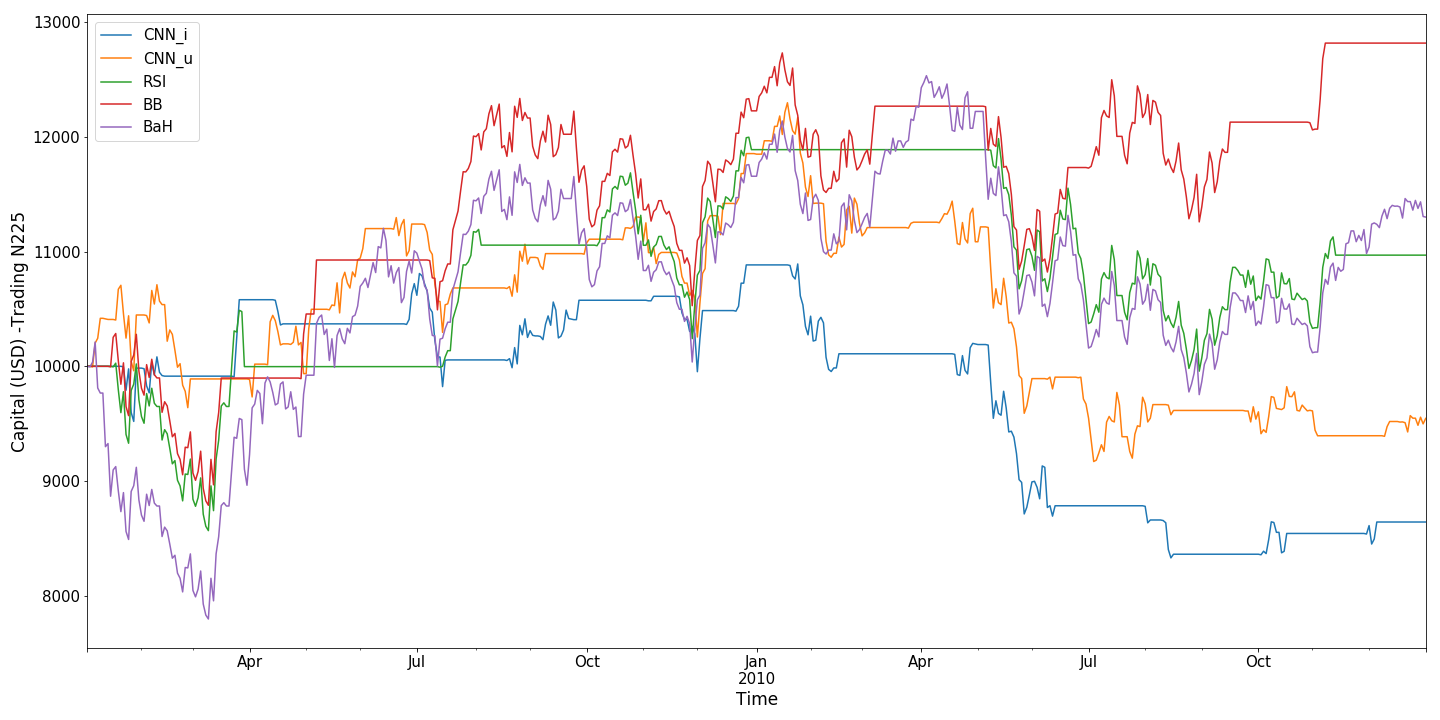 Capital (USD) -Trading N225
13000
12000
11000
10000
9000
8000
CNN_i
CNN_u
RSI
BB
BaH
Apr
Jul
Oct
Jan
2010
Apr
Jul
Oct
Time